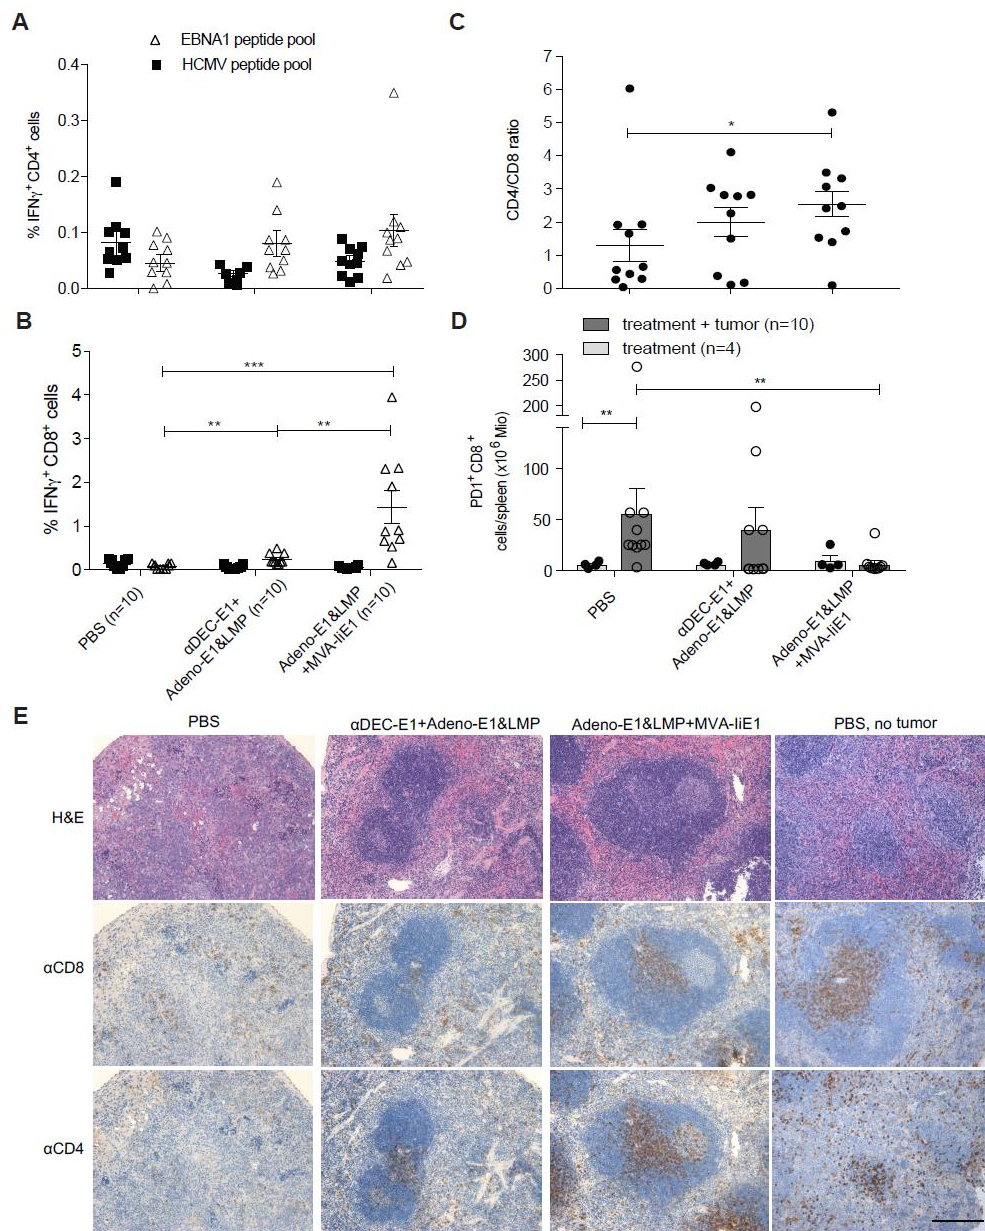 A
EBNA1 peptide pool
HCMV peptide pool
% IFNγ+ CD4+ cells
0.4
0.3
0.2
0.1
0.0
C
CD4/CD8 ratio
7
6
5
4
3
2
1
0
*
B
% IFNγ+ CD8+ cells
5
4
3
2
1
0
***
**
**
PBS (n=10)
αDEC-E1+
Adeno-E1&LMP (n=10)
Adeno-E1&LMP
+MVA-IiE1 (n=10)
D
treatment + tumor (n=10)
treatment (n=4)
PD1+CD8+
cells/spleen (x10⁶ Mio)
300
250
200
100
50
0
**
**
PBS
αDEC-E1+
Adeno-E1&LMP
Adeno-E1&LMP
+MVA-IiE1
E
PBS
αDEC-E1+Adeno-E1&LMP
Adeno-E1&LMP+MVA-IiE1
PBS, no tumor
H&E
αCD8
αCD4